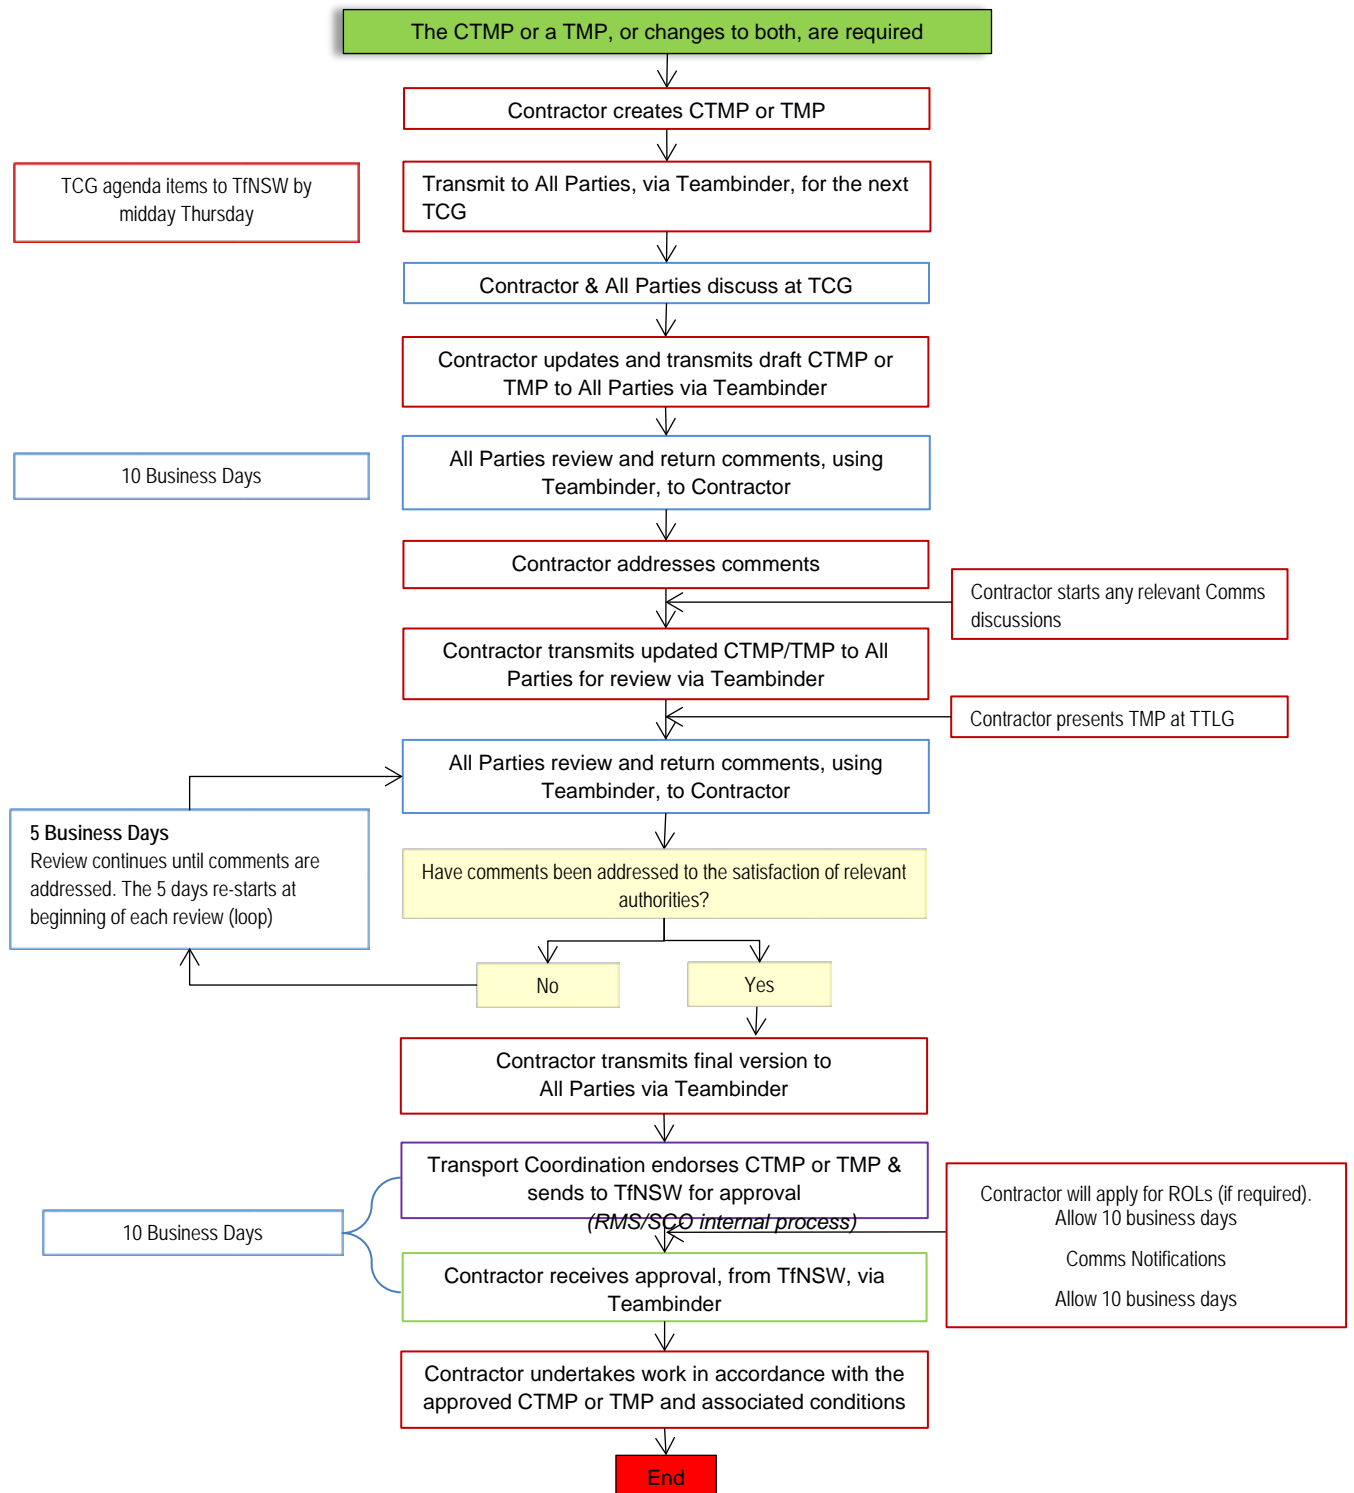 The CTMP or a TMP, or changes to both, are required
Contractor creates CTMP or TMP
TCG agenda items to TfNSW by
midday Thursday
Transmit to All Parties, via Teambinder, for the next
TCG
Contractor & All Parties discuss at TCG
Contractor updates and transmits draft CTMP or
TMP to All Parties via Teambinder
10 Business Days
All Parties review and return comments, using
Teambinder, to Contractor
Contractor addresses comments
Contractor starts any relevant Comms
discussions
Contractor transmits updated CTMP/TMP to All
Parties for review via Teambinder
Contractor presents TMP at TTLG
All Parties review and return comments, using
Teambinder, to Contractor
5 Business Days
Review continues until comments are
addressed. The 5 days re-starts at
beginning of each review (loop)
Have comments been addressed to the satisfaction of relevant
authorities?
No
Yes
Contractor transmits final version to
All Parties via Teambinder
Transport Coordination endorses CTMP or TMP &
sends to TfNSW for approval
(RMS/SCO internal process)
10 Business Days
Contractor will apply for ROLs (if required).
Allow 10 business days
Comms Notifications
Allow 10 business days
Contractor receives approval, from TfNSW, via
Teambinder
Contractor undertakes work in accordance with the
approved CTMP or TMP and associated conditions
End